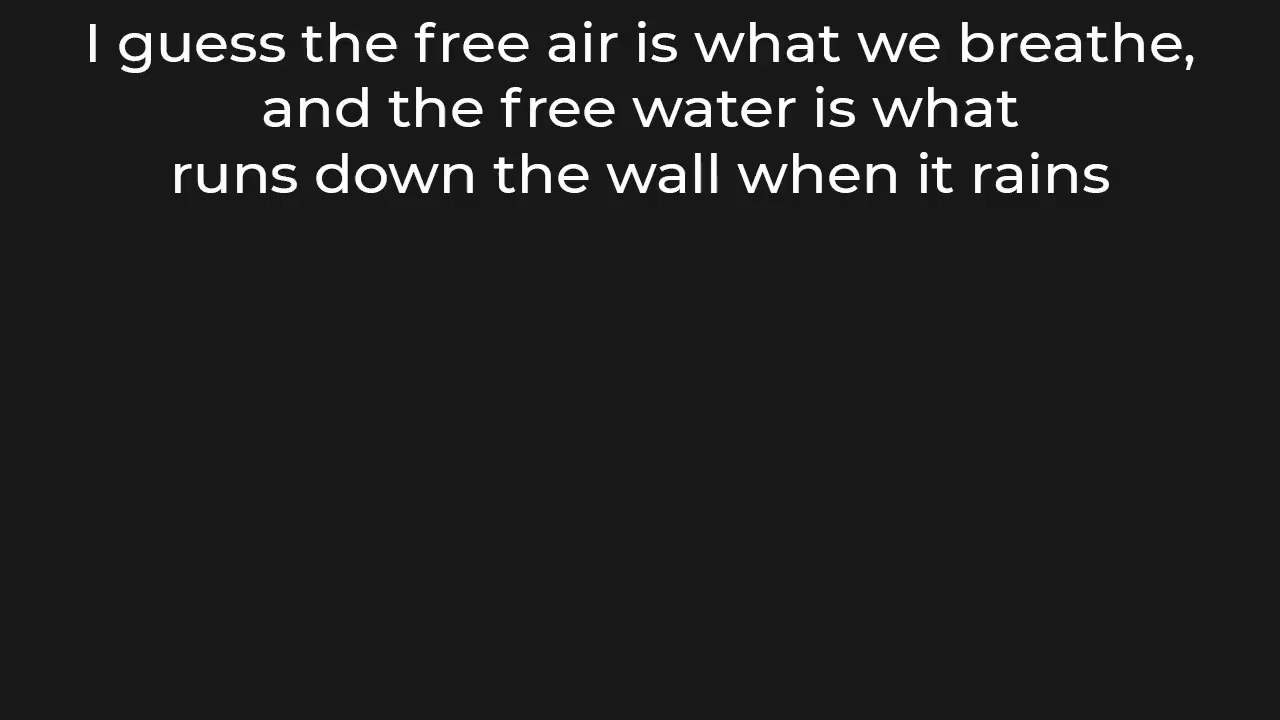 I guess the free air is what we breathe,
and the free water is what
runs down the wall when it rains